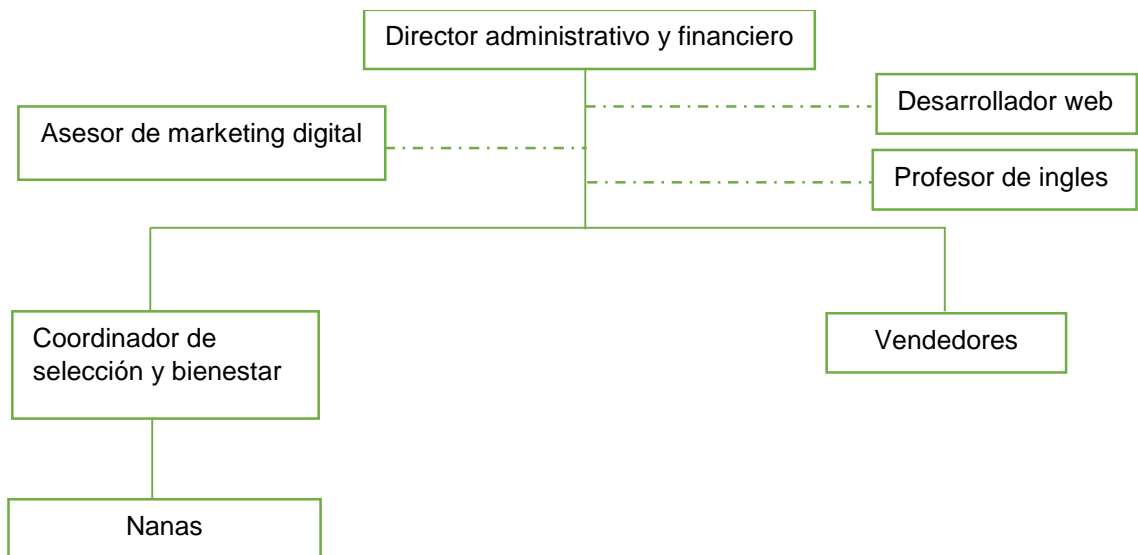 Director administrativo y financiero
Desarrollador web
Asesor de marketing digital
Profesor de ingles
Coordinador de
selección y bienestar
Vendedores
Nanas